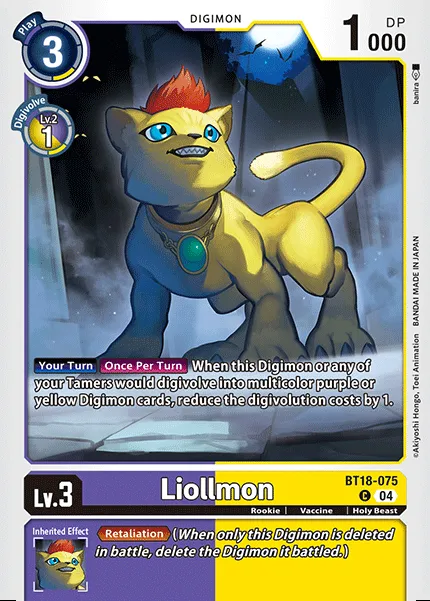 Play
3
DIGIMON
1000
DP
Digivolve
Lv.2
1
banira
©Akiyoshi Hongo, Toei Animation BANDAI MADE IN JAPAN
Your Turn Once Per Turn When this Digimon or any of
your Tamers would digivolve into multicolor purple or
yellow Digimon cards, reduce the digivolution costs by 1.
Lv.3
Liollmon
BT18-075
C 04
Rookie Vaccine Holy Beast
Inherited Effect
Retaliation (When only this Digimon is deleted
in battle, delete the Digimon it battled.)